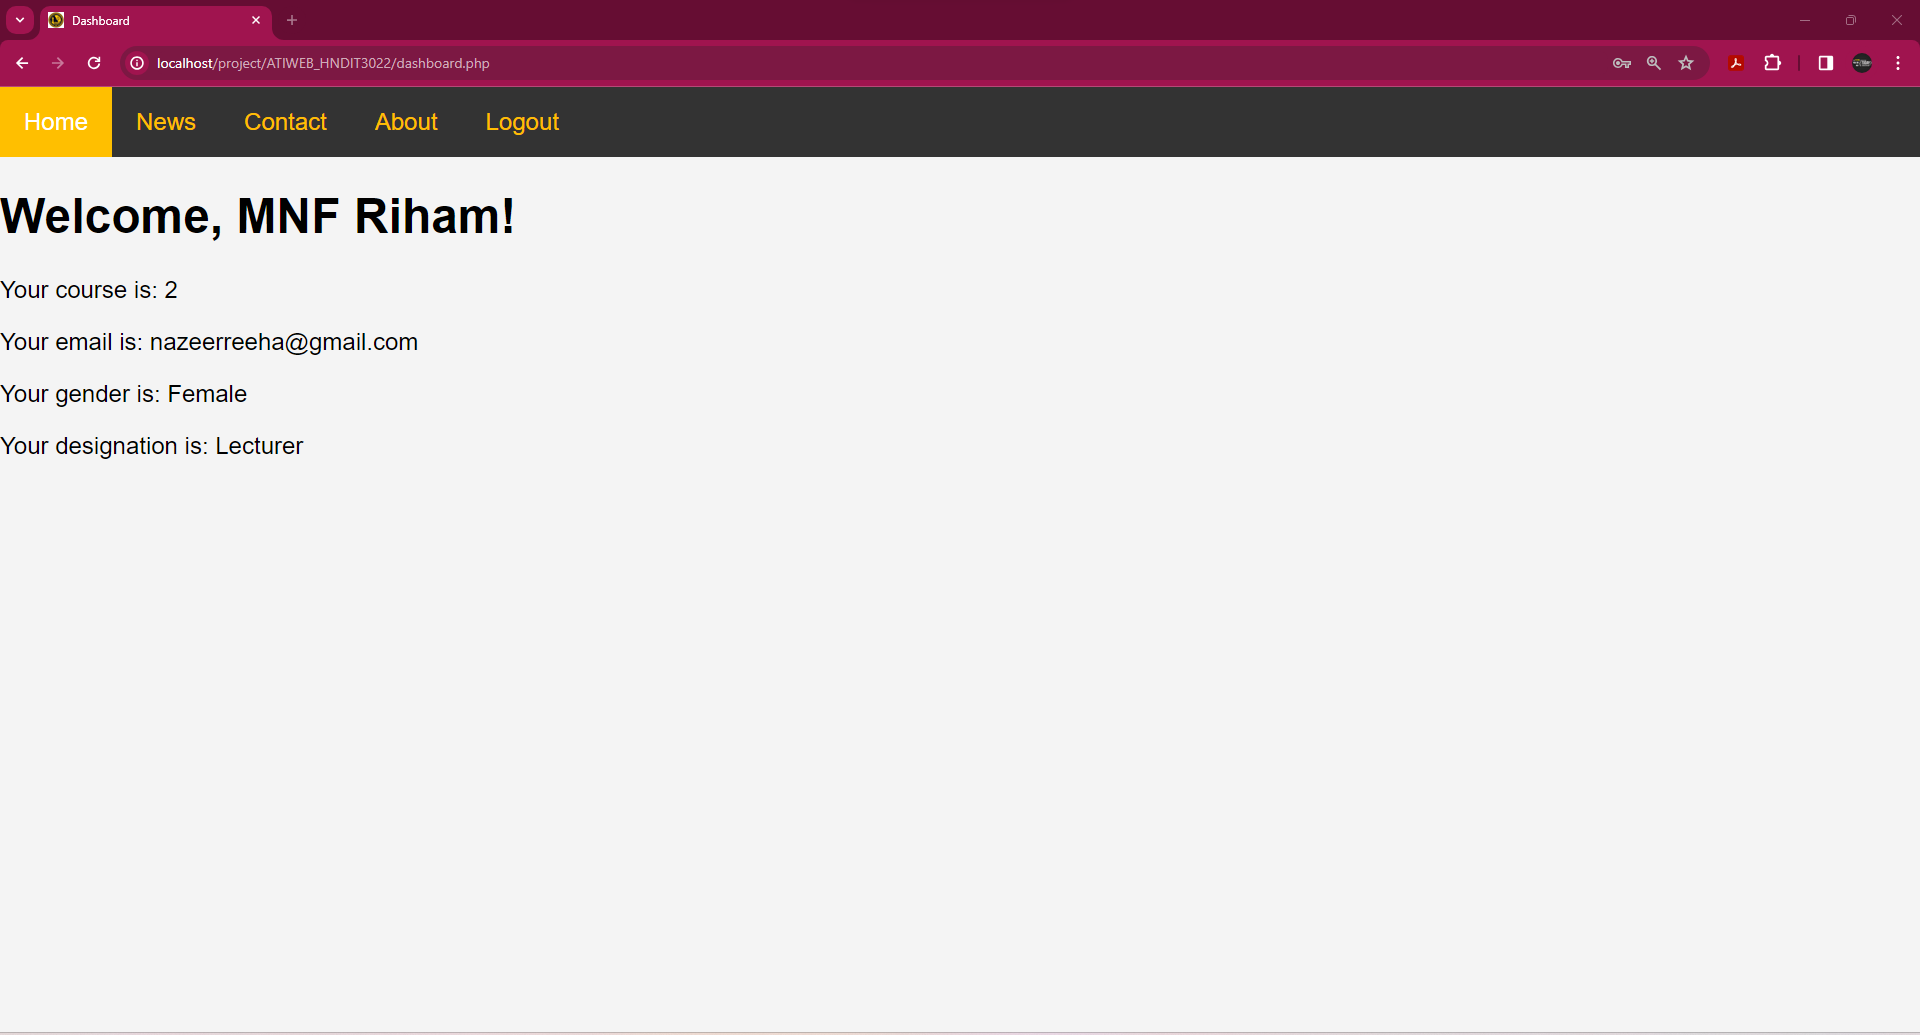 Dashboard
localhost/project/ATIWEB_HNDIT3022/dashboard.php
Home News Contact About Logout
Welcome, MNF Riham!
Your course is: 2
Your email is: nazeerreeha@gmail.com
Your gender is: Female
Your designation is: Lecturer